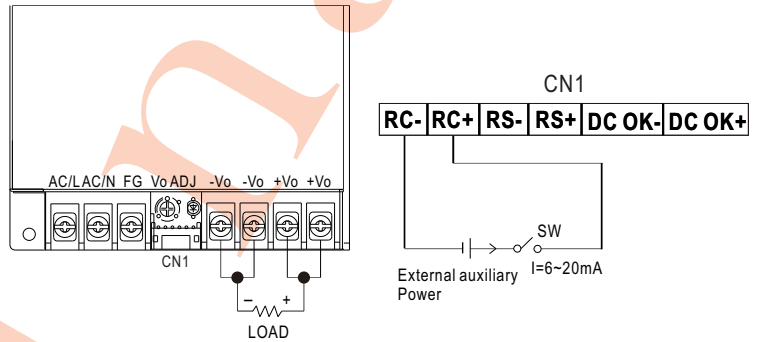 AC/L AC/N FG Vo ADJ -Vo -Vo +Vo +Vo
CN1
– +
LOAD
CN1
RC- RC+ RS- RS+ DC OK- DC OK+
SW
I=6~20mA
External auxiliary
Power